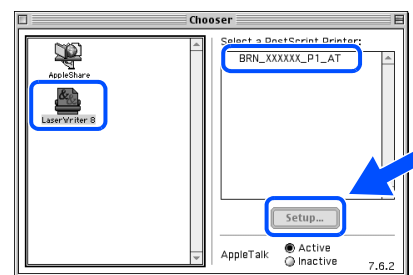 Chooser
Select a PostScript Printer:
BRN_XXXXXX_P1_AT
AppleShare
LaserWriter 8
Setup...
AppleTalk
Active
Inactive
7.6.2